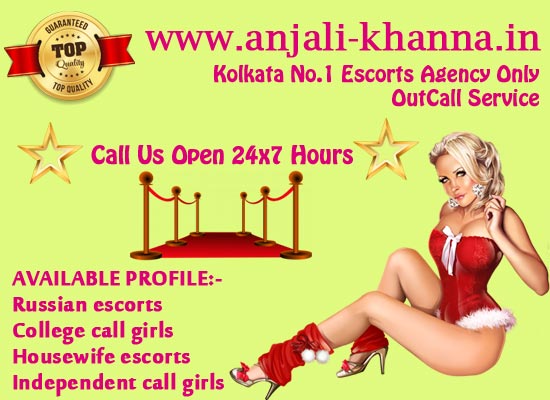 GUARANTEED
TOP
Quality
TOP QUALITY
www.anjali-khanna.in
Kolkata No.1 Escorts Agency Only
OutCall Service
Call Us Open 24x7 Hours
AVAILABLE PROFILE:-
Russian escorts
College call girls
Housewife escorts
Independent call girls